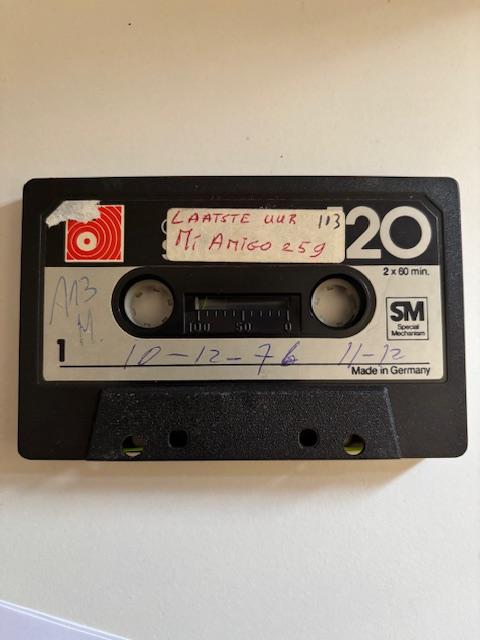 LAATSTE UUR 113
MI AMIGO 259
120
2 x 60 min.
A13
M.
SM
Special
Mechanism
100 50 0
1
10-12-76 11-12
Made in Germany